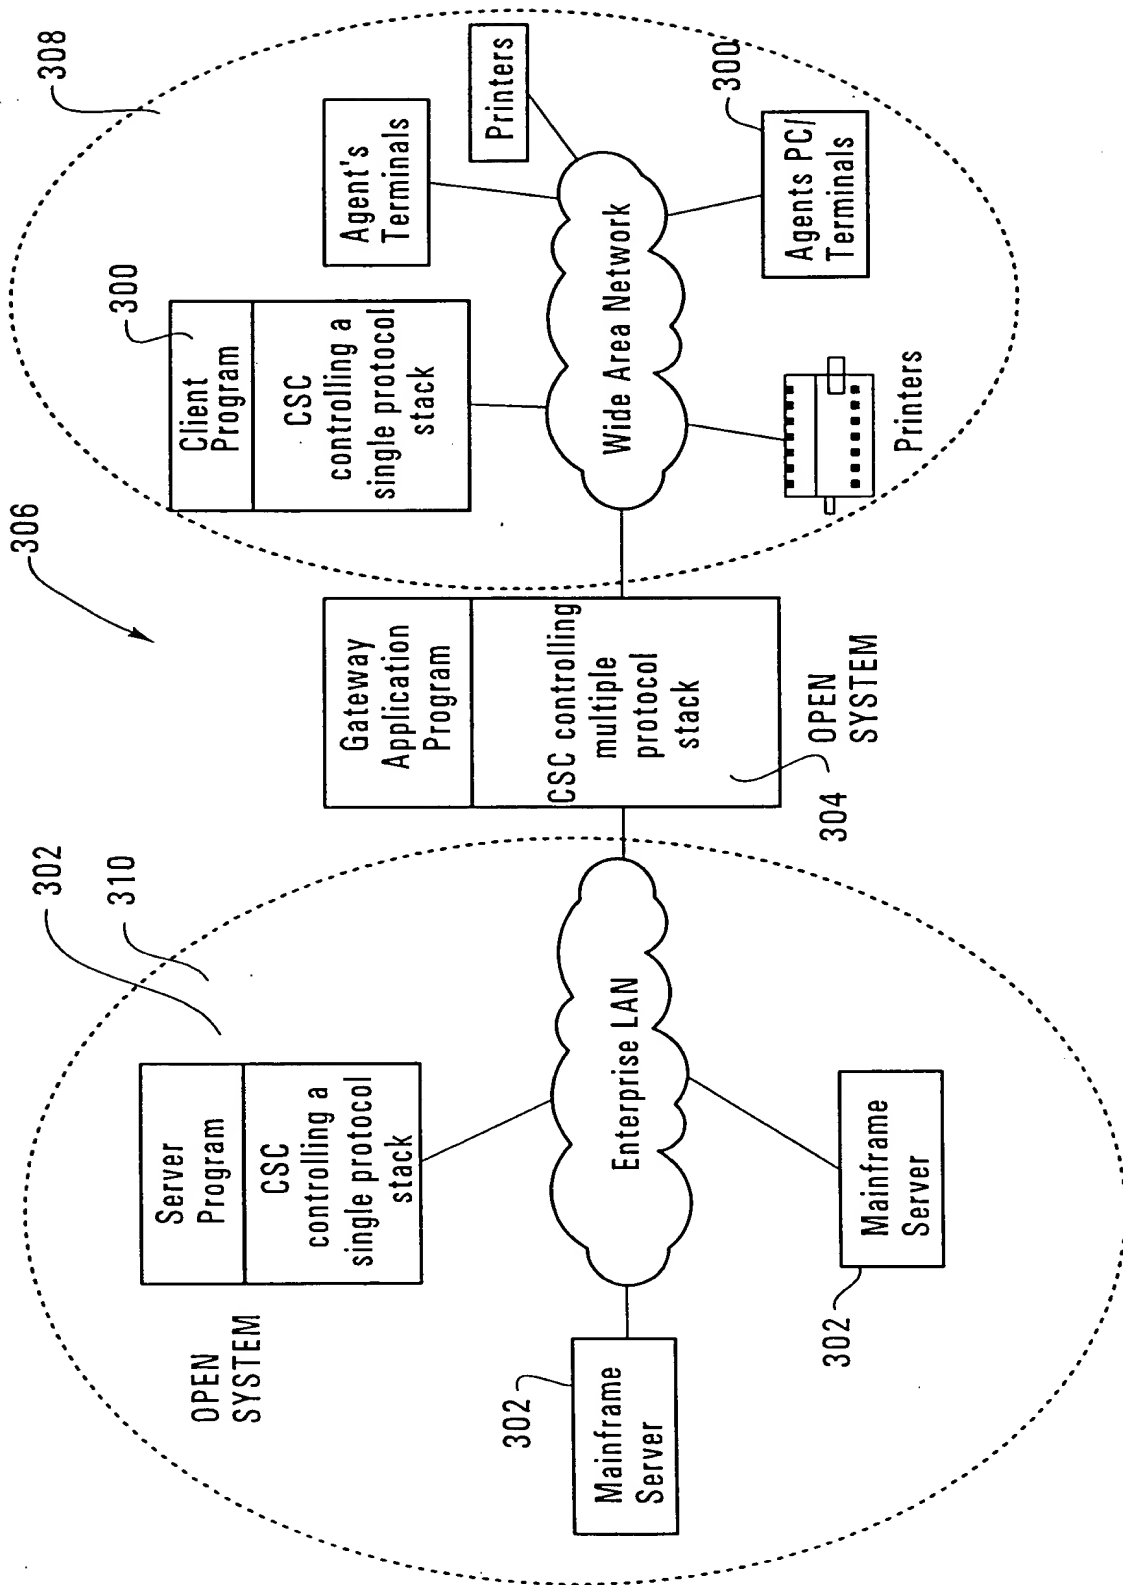 306
308
302
310
300
Server
Program
CSC
controlling a
single protocol
stack
OPEN
SYSTEM
Enterprise LAN
302
Mainframe
Server
302
Mainframe
Server
Gateway
Application
Program
CSC controlling
multiple
protocol
stack
304
OPEN
SYSTEM
Client
Program
CSC
controlling a
single protocol
stack
Agent's
Terminals
Printers
Wide Area Network
Printers
300
Agents PC/
Terminals